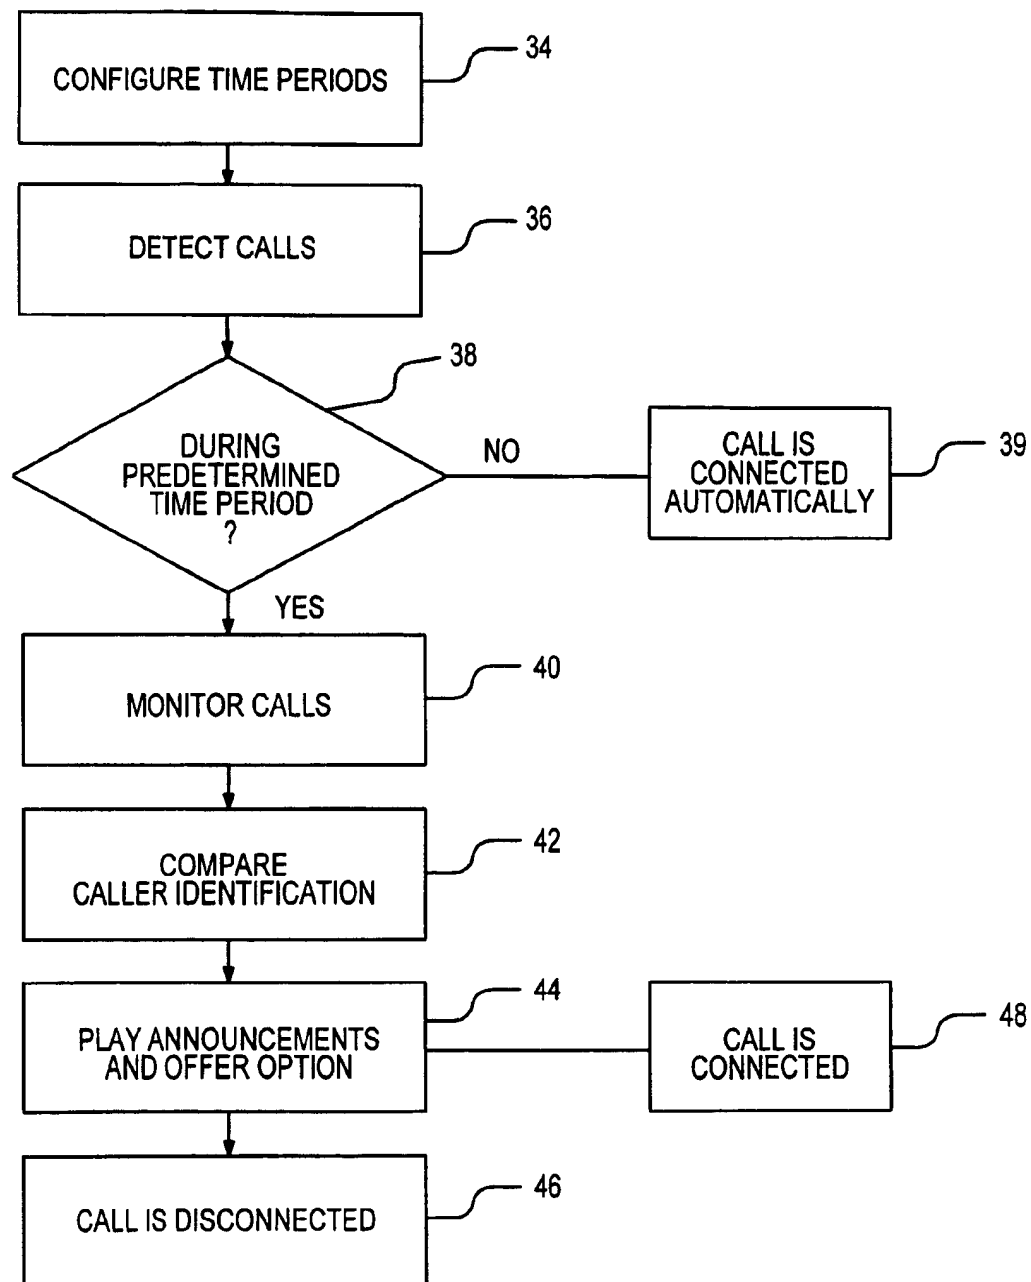 CONFIGURE TIME PERIODS
34
DETECT CALLS
36
38
DURING
PREDETERMINED
TIME PERIOD
?
NO
CALL IS
CONNECTED
AUTOMATICALLY
39
YES
MONITOR CALLS
40
COMPARE
CALLER IDENTIFICATION
42
PLAY ANNOUNCEMENTS
AND OFFER OPTION
44
CALL IS
CONNECTED
48
CALL IS DISCONNECTED
46